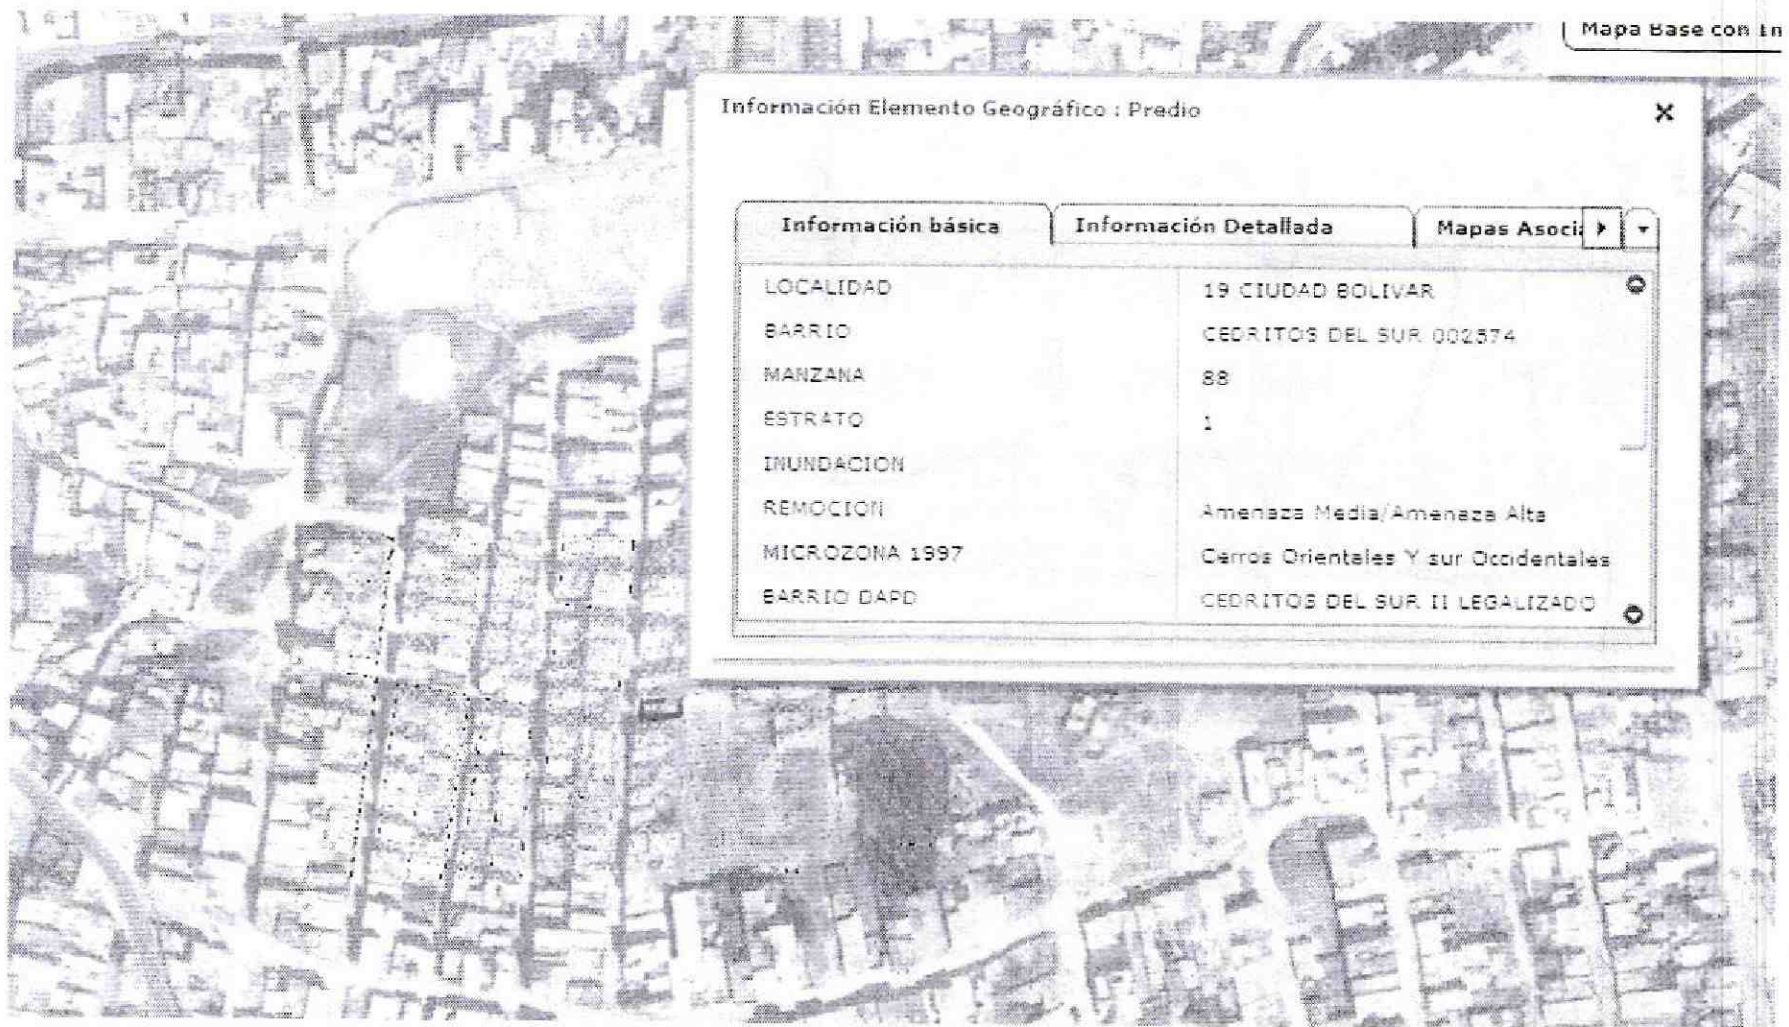 Mapa Base con In
Información Elemento Geográfico : Predio
Información básica Información Detallada Mapas Asocia
LOCALIDAD 19 CIUDAD BOLIVAR
BARRIO CEDRITOS DEL SUR 002574
MANZANA 88
ESTRATO 1
INUNDACION
REMOCION Amenaza Media/Amenaza Alta
MICROZONA 1997 Cerros Orientales Y sur Occidentales
BARRIO DAPD CEDRITOS DEL SUR II LEGALIZADO